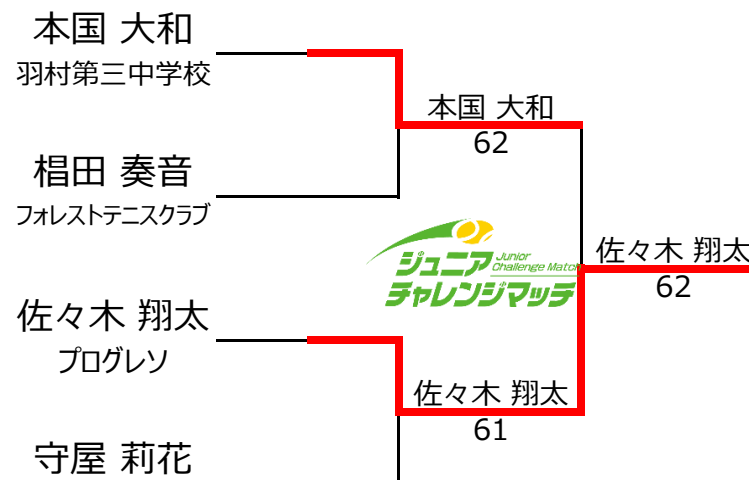 本国 大和
羽村第三中学校
本国 大和
62
椙田 奏音
フォレストテニスクラブ
ジュニア
Junior
Challenge Match
チャレンジマッチ
佐々木 翔太
62
佐々木 翔太
プログレソ
佐々木 翔太
61
守屋 莉花